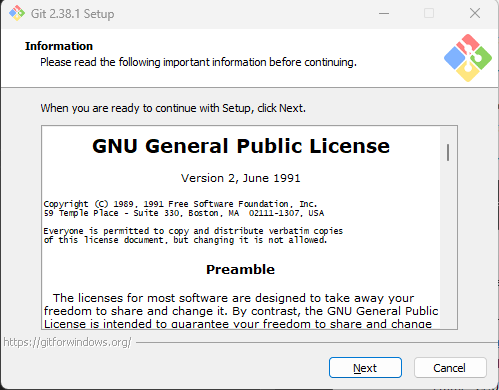 Git 2.38.1 Setup
Information
Please read the following important information before continuing.
When you are ready to continue with Setup, click Next.
GNU General Public License
Version 2, June 1991
Copyright (C) 1989, 1991 Free Software Foundation, Inc.
59 Temple Place - Suite 330, Boston, MA  02111-1307, USA
Everyone is permitted to copy and distribute verbatim copies
of this license document, but changing it is not allowed.
Preamble
The licenses for most software are designed to take away your
freedom to share and change it. By contrast, the GNU General Public
License is intended to guarantee your freedom to share and change
https://gitforwindows.org/
Next
Cancel